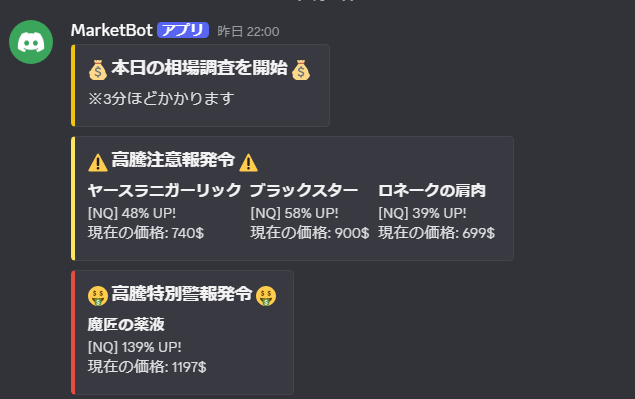 MarketBot アプリ 昨日 22:00
💰本日の相場調査を開始💰
※3分ほどかかります
⚠️高騰注意報発令⚠️
ヤースラニガーリック ブラックスター ロネークの肩肉
[NQ] 48% UP! [NQ] 58% UP! [NQ] 39% UP!
現在の価格: 740$ 現在の価格: 900$ 現在の価格: 699$
🤑高騰特別警報発令🤑
魔匠の薬液
[NQ] 139% UP!
現在の価格: 1197$